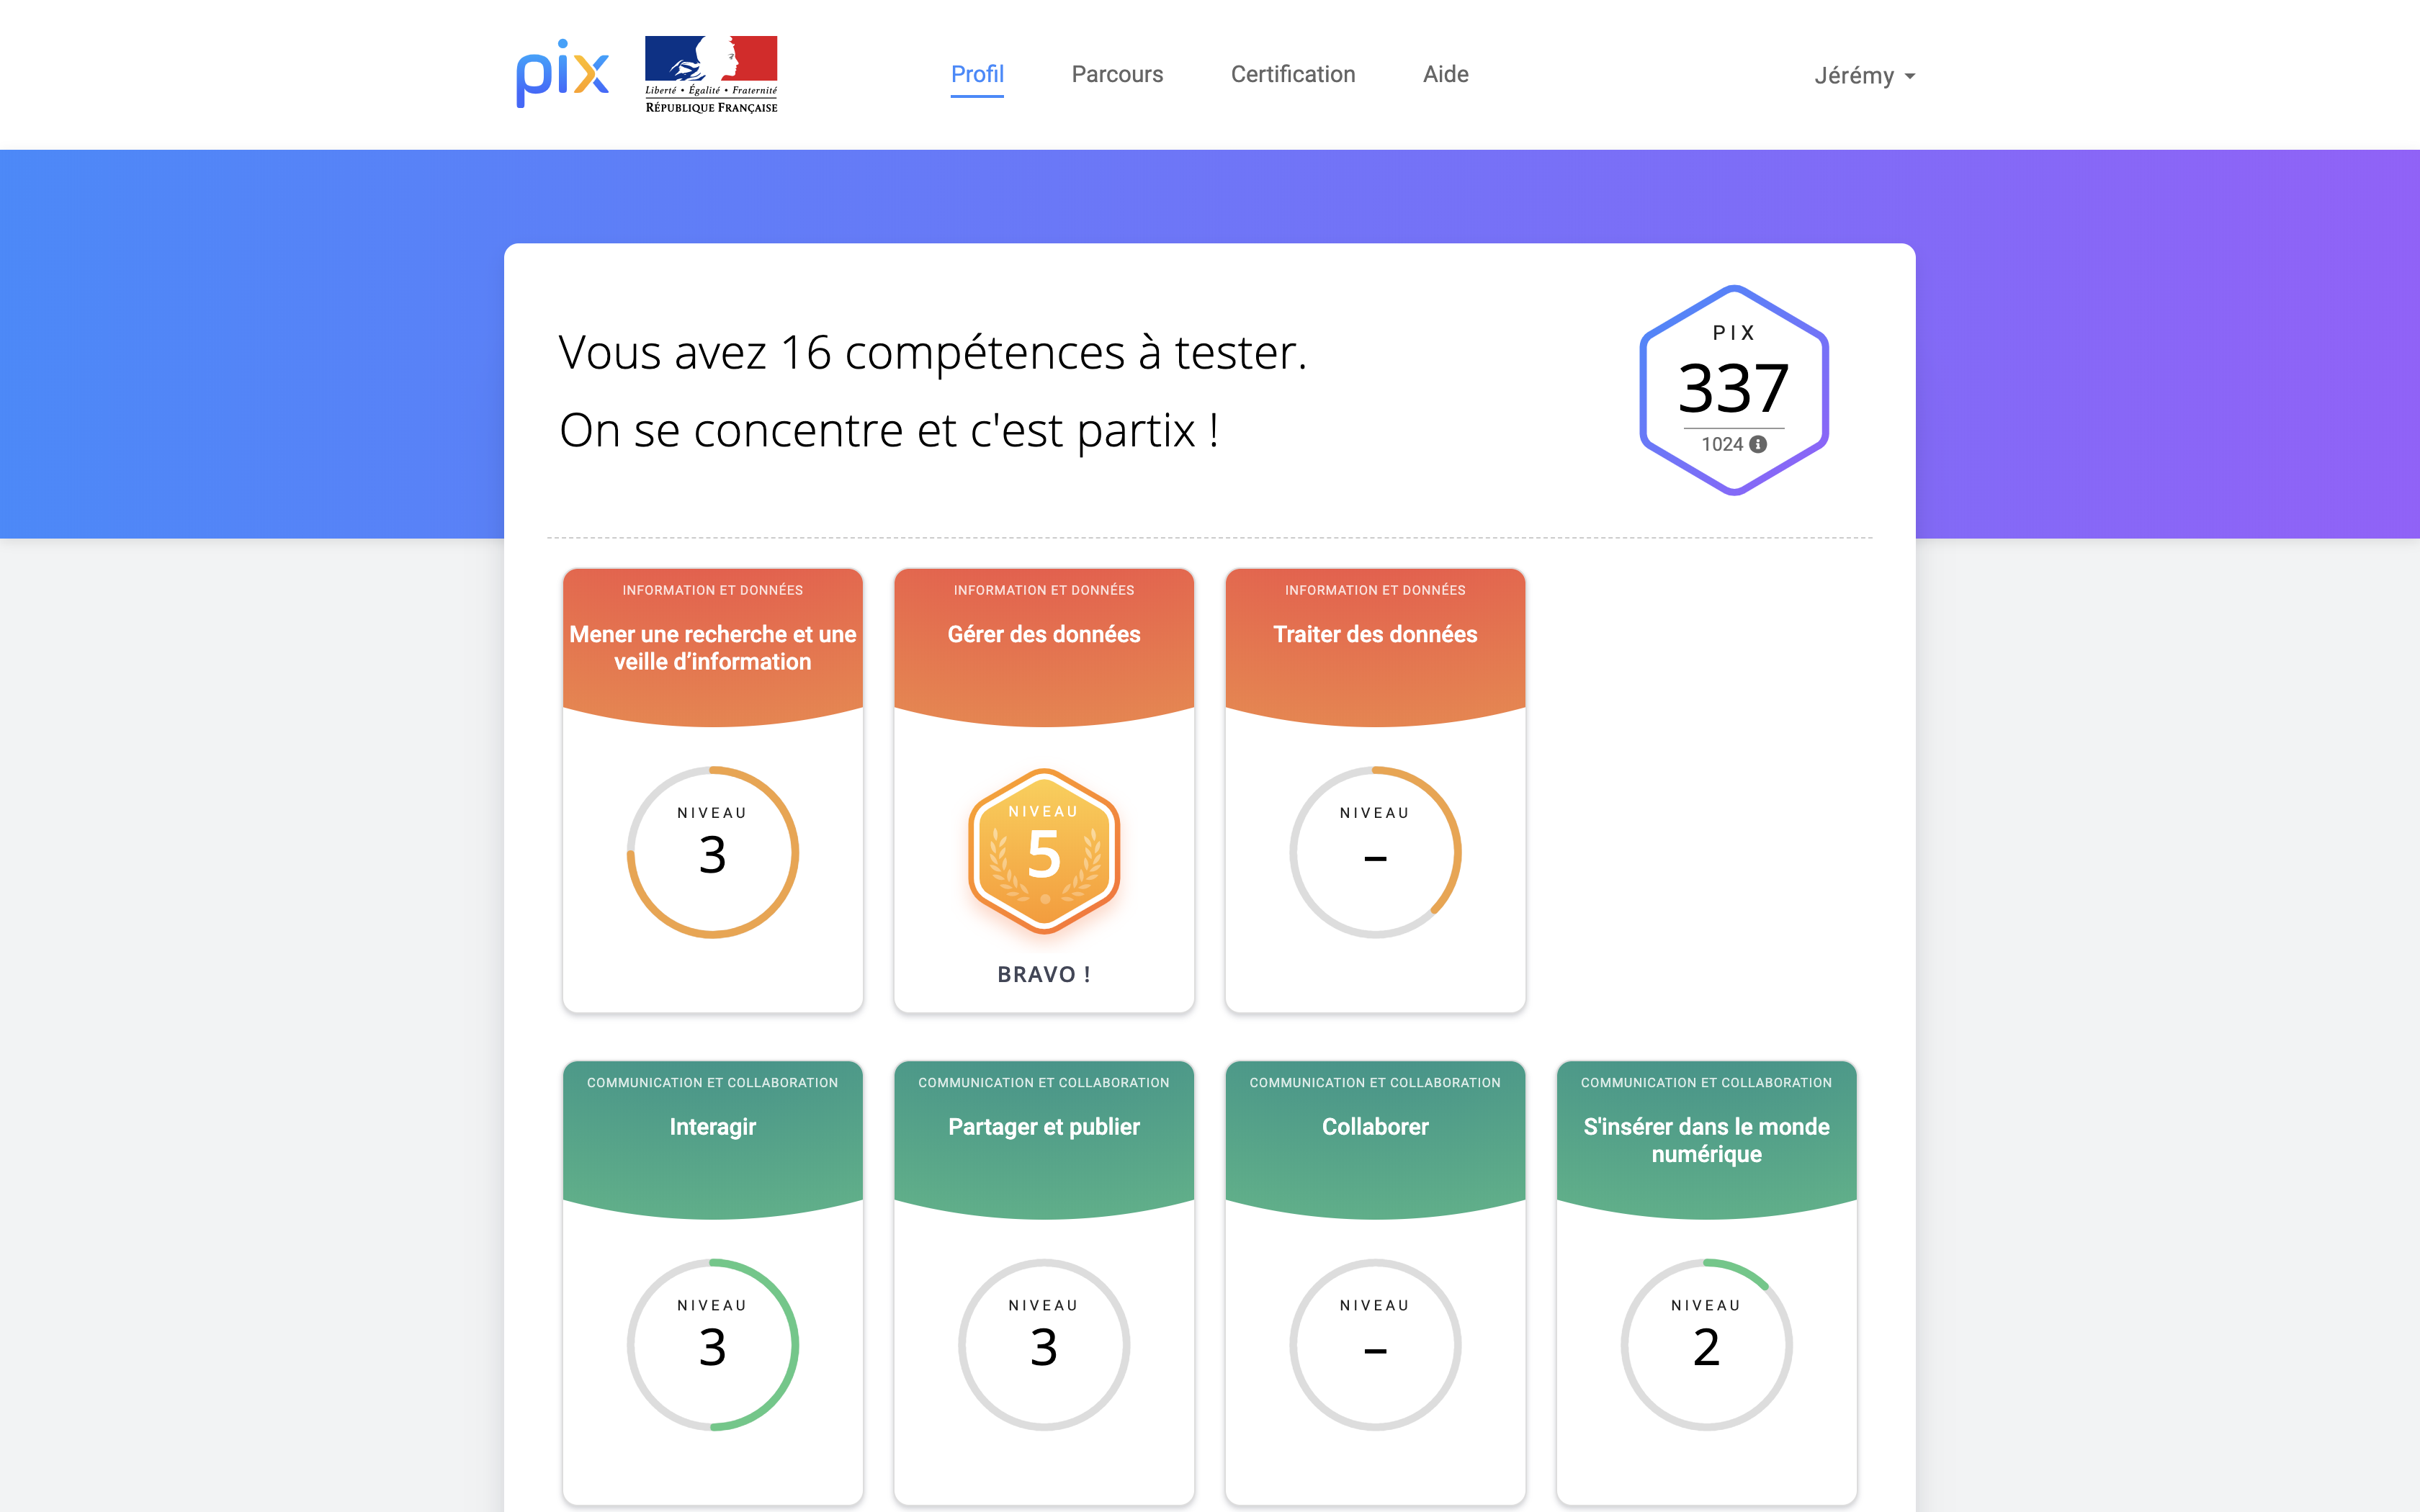 pix
Liberté • Égalité • Fraternité
RÉPUBLIQUE FRANÇAISE
Profil
Parcours
Certification
Aide
Jérémy
Vous avez 16 compétences à tester.
On se concentre et c'est partix !
PIX
337
1024
INFORMATION ET DONNÉES
Mener une recherche et une
veille d’information
NIVEAU
3
INFORMATION ET DONNÉES
Gérer des données
NIVEAU
5
BRAVO !
INFORMATION ET DONNÉES
Traiter des données
NIVEAU
–
COMMUNICATION ET COLLABORATION
Interagir
NIVEAU
3
COMMUNICATION ET COLLABORATION
Partager et publier
NIVEAU
3
COMMUNICATION ET COLLABORATION
Collaborer
NIVEAU
–
COMMUNICATION ET COLLABORATION
S'insérer dans le monde
numérique
NIVEAU
2